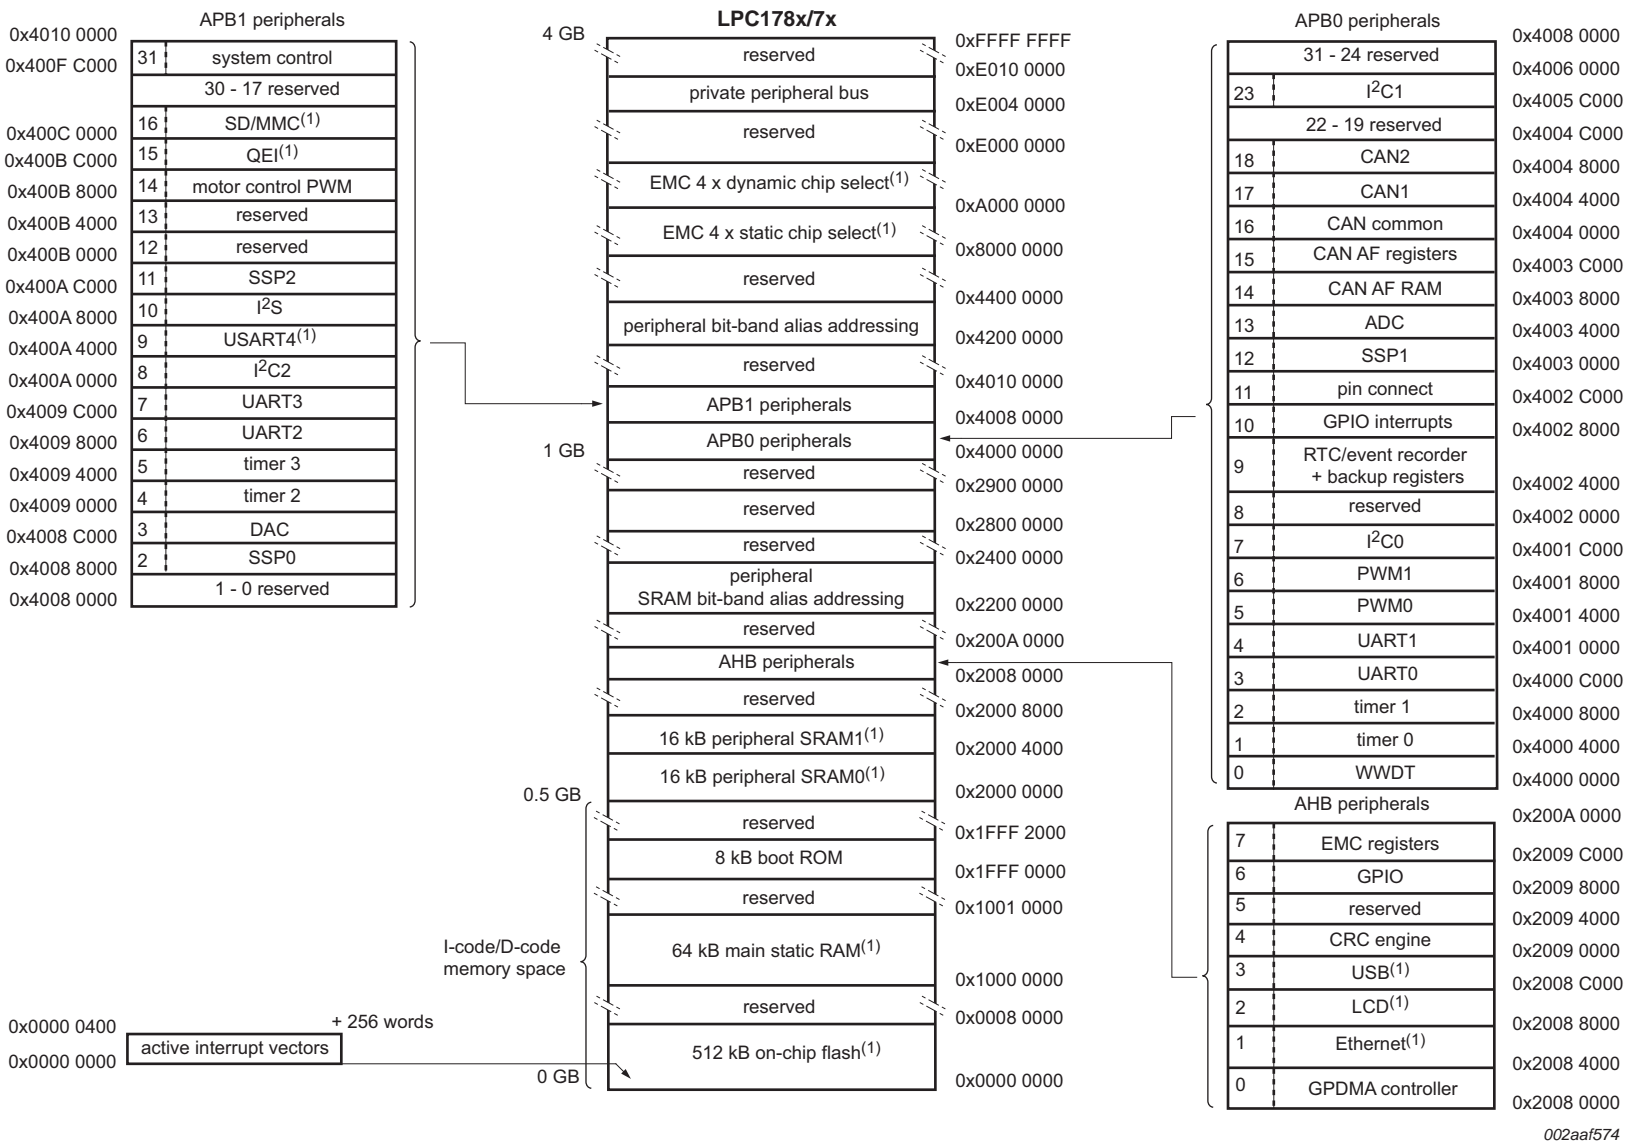 APB1 peripherals
0x4010 0000
31 system control
0x400F C000
30 - 17 reserved
16 SD/MMC(1)
0x400C 0000
15 QEI(1)
0x400B C000
14 motor control PWM
0x400B 8000
13 reserved
0x400B 4000
12 reserved
0x400B 0000
11 SSP2
0x400A C000
10 I2S
0x400A 8000
9 USART4(1)
0x400A 4000
8 I2C2
0x400A 0000
7 UART3
0x4009 C000
6 UART2
0x4009 8000
5 timer 3
0x4009 4000
4 timer 2
0x4009 0000
3 DAC
0x4008 C000
2 SSP0
0x4008 8000
1 - 0 reserved
0x4008 0000
LPC178x/7x
4 GB
0xFFFF FFFF
reserved
0xE010 0000
private peripheral bus
0xE004 0000
reserved
0xE000 0000
EMC 4 x dynamic chip select(1)
0xA000 0000
EMC 4 x static chip select(1)
0x8000 0000
reserved
0x4400 0000
peripheral bit-band alias addressing
0x4200 0000
reserved
0x4010 0000
APB1 peripherals
0x4008 0000
APB0 peripherals
1 GB
0x4000 0000
reserved
0x2900 0000
reserved
0x2800 0000
reserved
0x2400 0000
peripheral
SRAM bit-band alias addressing
0x2200 0000
reserved
0x200A 0000
AHB peripherals
0x2008 0000
reserved
0x2000 8000
16 kB peripheral SRAM1(1)
0x2000 4000
16 kB peripheral SRAM0(1)
0.5 GB
0x2000 0000
reserved
0x1FFF 2000
8 kB boot ROM
0x1FFF 0000
reserved
0x1001 0000
I-code/D-code
memory space
64 kB main static RAM(1)
0x1000 0000
reserved
0x0008 0000
512 kB on-chip flash(1)
0 GB
0x0000 0000
+ 256 words
0x0000 0400
active interrupt vectors
0x0000 0000
APB0 peripherals
0x4008 0000
31 - 24 reserved
0x4006 0000
23 I2C1
0x4005 C000
22 - 19 reserved
0x4004 C000
18 CAN2
0x4004 8000
17 CAN1
0x4004 4000
16 CAN common
0x4004 0000
15 CAN AF registers
0x4003 C000
14 CAN AF RAM
0x4003 8000
13 ADC
0x4003 4000
12 SSP1
0x4003 0000
11 pin connect
0x4002 C000
10 GPIO interrupts
0x4002 8000
9 RTC/event recorder
+ backup registers
0x4002 4000
8 reserved
0x4002 0000
7 I2C0
0x4001 C000
6 PWM1
0x4001 8000
5 PWM0
0x4001 4000
4 UART1
0x4001 0000
3 UART0
0x4000 C000
2 timer 1
0x4000 8000
1 timer 0
0x4000 4000
0 WWDT
0x4000 0000
AHB peripherals
0x200A 0000
7 EMC registers
0x2009 C000
6 GPIO
0x2009 8000
5 reserved
0x2009 4000
4 CRC engine
0x2009 0000
3 USB(1)
0x2008 C000
2 LCD(1)
0x2008 8000
1 Ethernet(1)
0x2008 4000
0 GPDMA controller
0x2008 0000
002aaf574